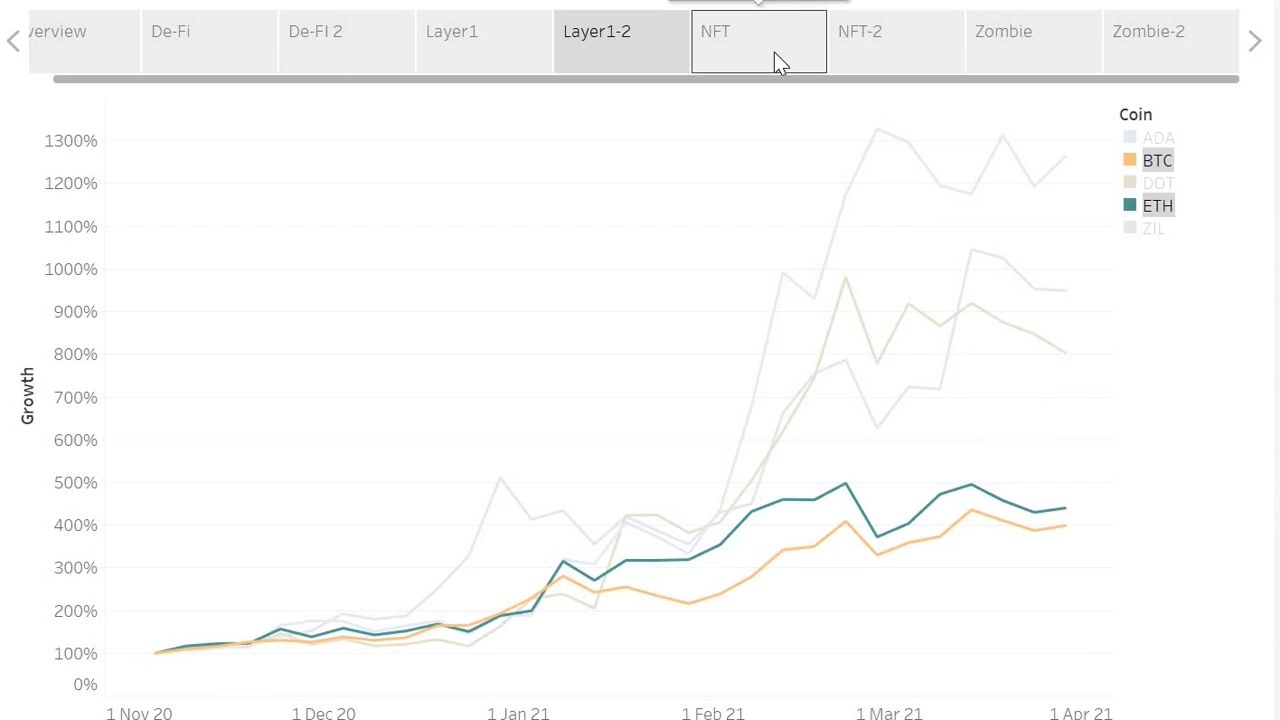 verview De-Fi De-FI 2 Layer1 Layer1-2 NFT NFT-2 Zombie Zombie-2
Coin
ADA
BTC
DOT
ETH
ZIL
Growth
1300%
1200%
1100%
1000%
900%
800%
700%
600%
500%
400%
300%
200%
100%
0%
1 Nov 20 1 Dec 20 1 Jan 21 1 Feb 21 1 Mar 21 1 Apr 21